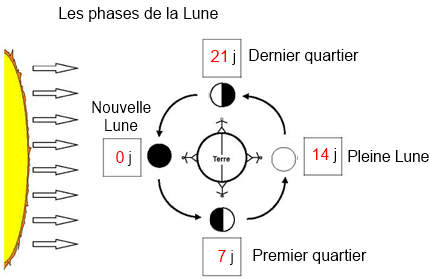 Les phases de la Lune
21 j
Dernier quartier
Nouvelle
Lune
0 j
Terre
14 j
Pleine Lune
7 j
Premier quartier